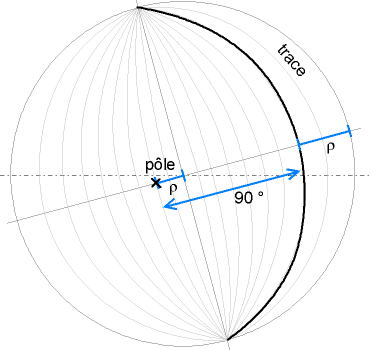 trace
ρ
pôle
ρ
90 °